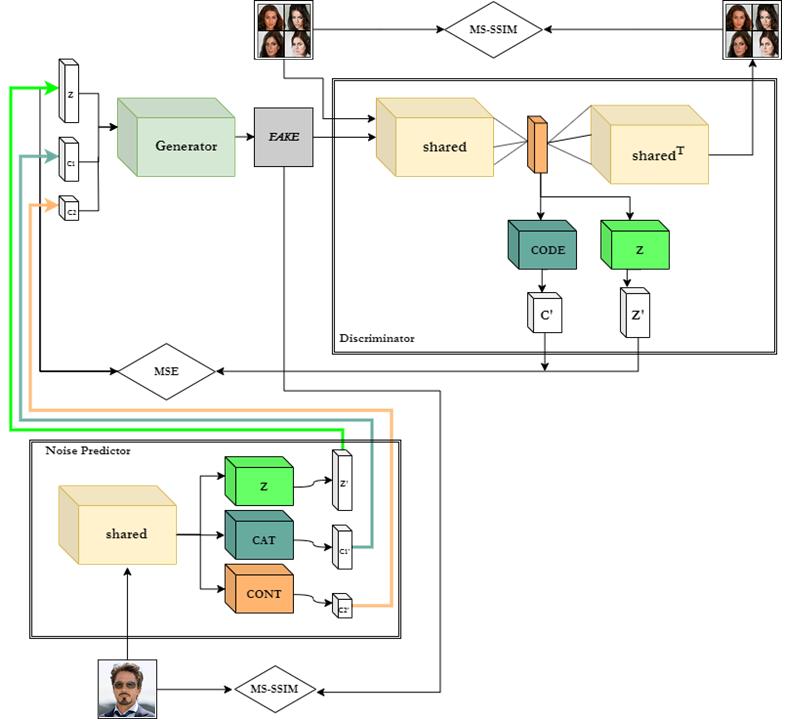 MS-SSIM
Z
C1
C2
Generator
FAKE
shared
shared^T
CODE
Z
C'
Z'
Discriminator
MSE
Noise Predictor
shared
Z
CAT
CONT
Z'
C1'
C2'
MS-SSIM